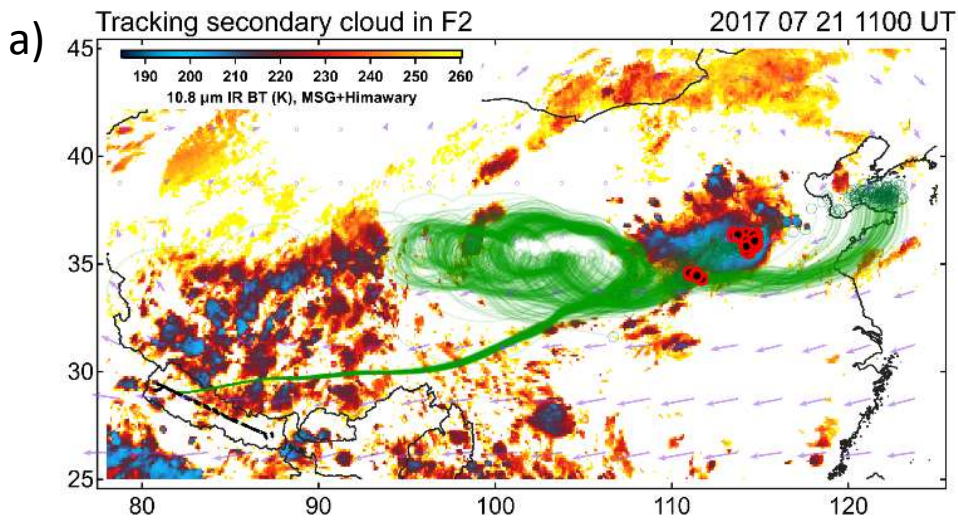 a)
Tracking secondary cloud in F2 2017 07 21 1100 UT
190 200 210 220 230 240 250 260
10.8 µm IR BT (K), MSG+Himawary
45
40
35
30
25
80 90 100 110 120